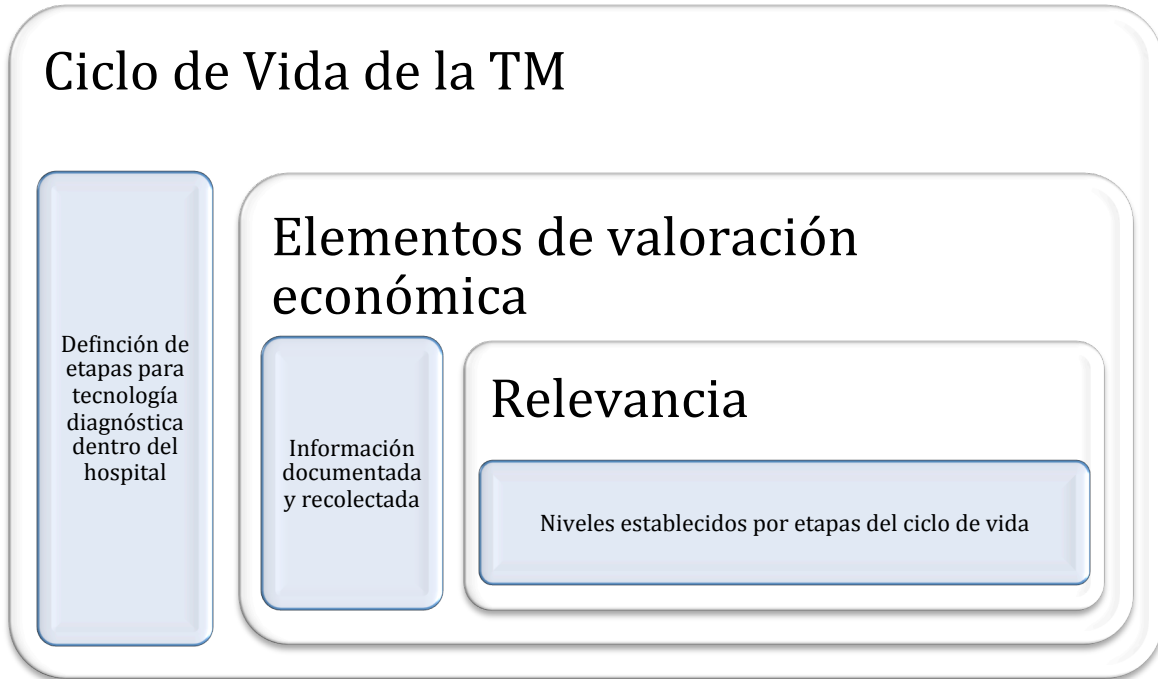 Ciclo de Vida de la TM
Definción de
etapas para
tecnología
diagnóstica
dentro del
hospital
Elementos de valoración
económica
Información
documentada
y recolectada
Relevancia
Niveles establecidos por etapas del ciclo de vida